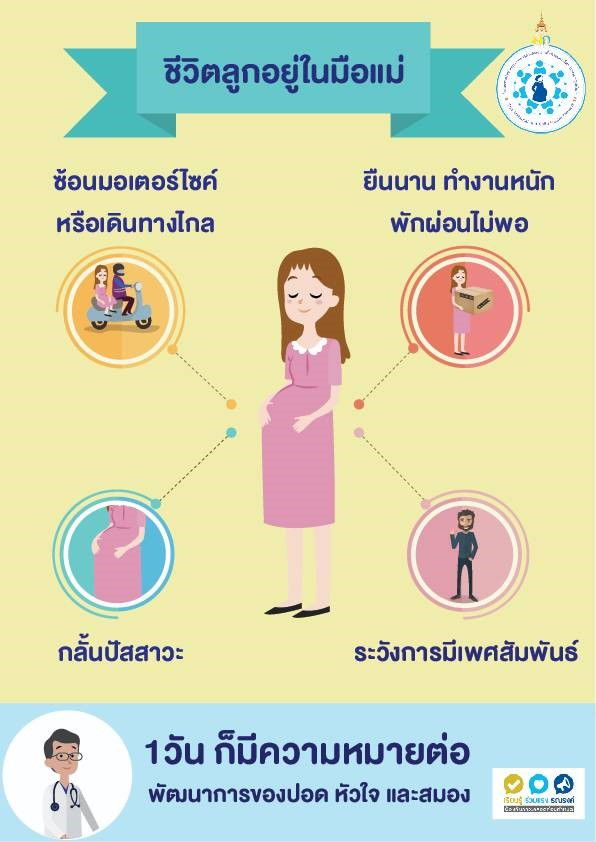 ชีวิตลูกอยู่ในมือแม่
ซ้อนมอเตอร์ไซค์
หรือเดินทางไกล
ยืนนาน ทำงานหนัก
พักผ่อนไม่พอ
กลั้นปัสสาวะ
ระวังการมีเพศสัมพันธ์
1วัน ก็มีความหมายต่อ
พัฒนาการของปอด หัวใจ และสมอง
เรียนรู้ ร่วมแรง รณรงค์